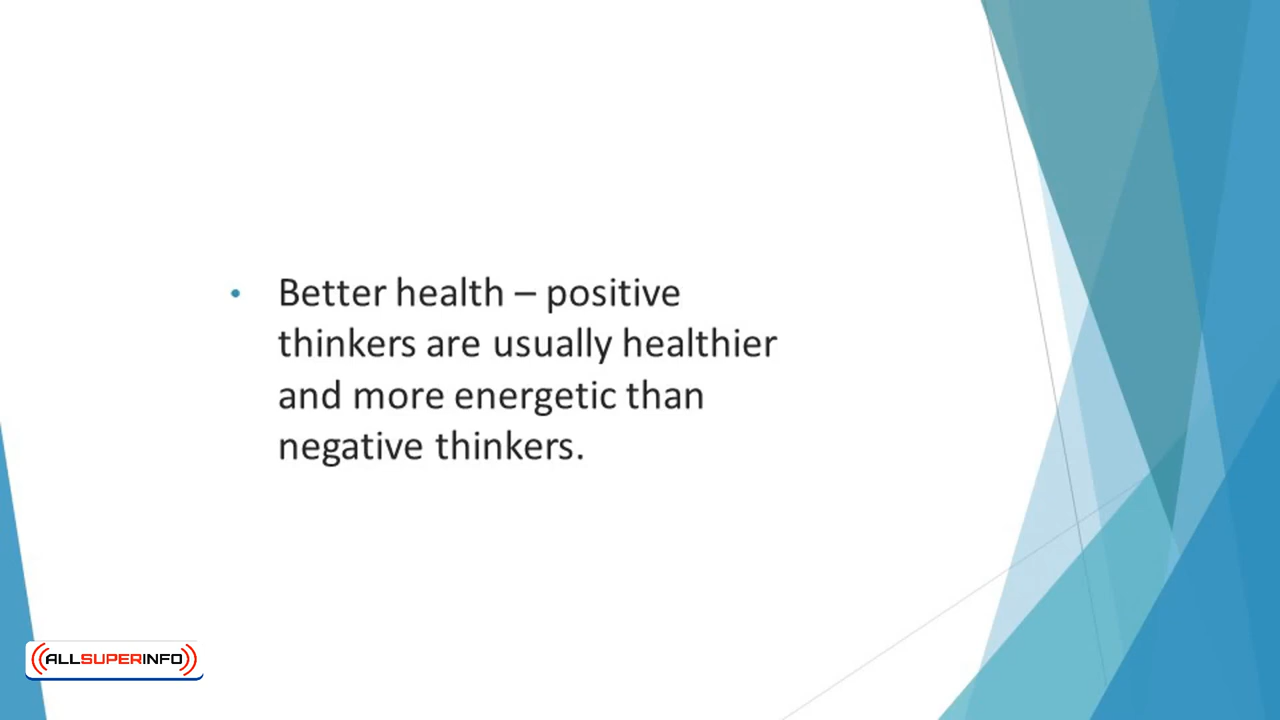 • Better health – positive
thinkers are usually healthier
and more energetic than
negative thinkers.
((ALLSUPERINFO))